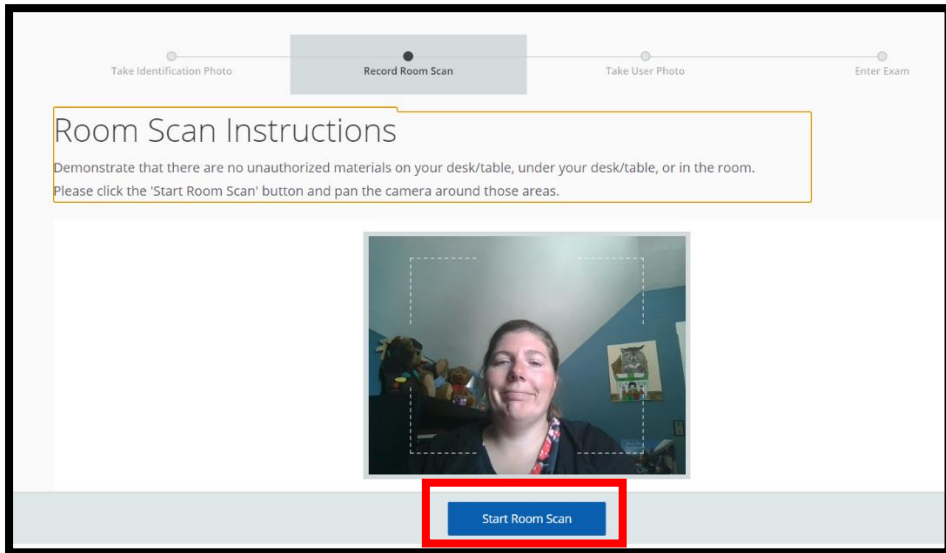 Take Identification Photo
Record Room Scan
Take User Photo
Enter Exam
Room Scan Instructions
Demonstrate that there are no unauthorized materials on your desk/table, under your desk/table, or in the room.
Please click the 'Start Room Scan' button and pan the camera around those areas.
Start Room Scan